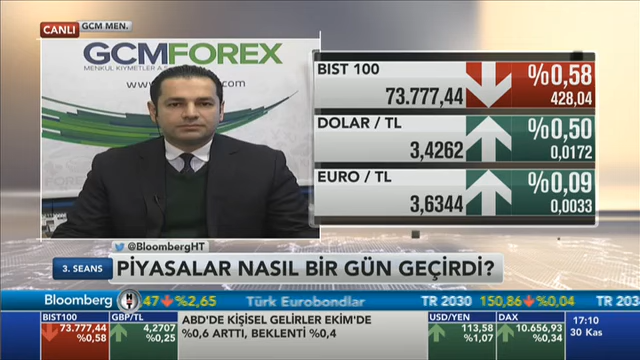 CANLI
GCM MEN.
GCMFOREX
MENKUL KIYMETLER A.Ş.
BIST 100
%0,58
73.777,44
428,04
DOLAR / TL
%0,50
3,4262
0,0172
EURO / TL
%0,09
3,6344
0,0033
@BloombergHT
3. SEANS
PİYASALAR NASIL BİR GÜN GEÇİRDİ?
Bloomberg HT 47 %2,65 Türk Eurobondlar TR 2030 150,86 %0,04 TR 2036
BIST100
73.777,44
%0.58
GBP/TL
4,2707
%0.25
ABD'DE KİŞİSEL GELİRLER EKİM'DE
%0,6 ARTTI, BEKLENTİ %0,4
USD/YEN
113,58
%1,07
DAX
10.656,93
%0,34
17:10
30 Kas